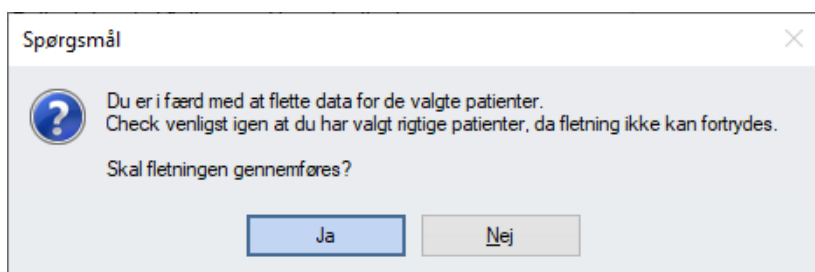 Spørgsmål
Du er i færd med at flette data for de valgte patienter.
Check venligst igen at du har valgt rigtige patienter, da fletning ikke kan fortrydes.
Skal fletningen gennemføres?
Ja
Nej